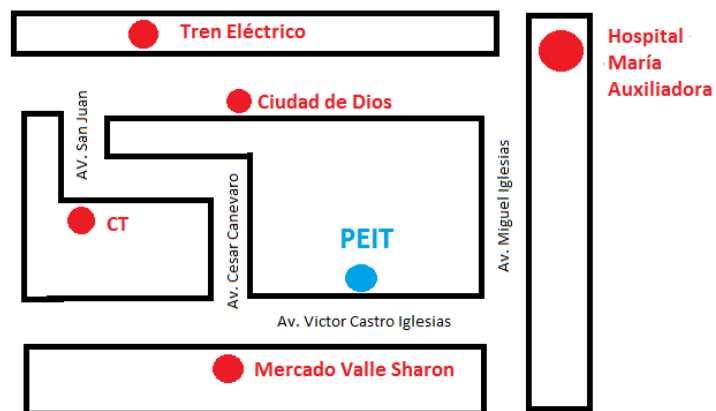 Tren Eléctrico
Hospital
María
Auxiliadora
Ciudad de Dios
AV. San Juan
Av. Miguel Iglesias
Av. Cesar Canevaro
CT
PEIT
Av. Victor Castro Iglesias
Mercado Valle Sharon